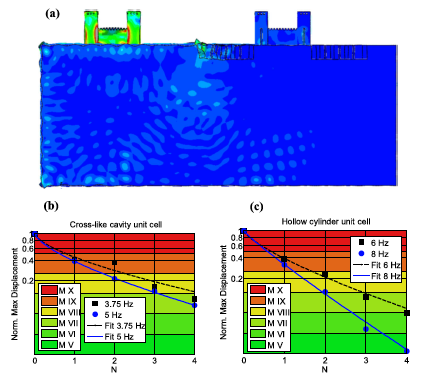 (a)
(b)
Cross-like cavity unit cell
Norm. Max Displacement
0.8
0.6
0.4
0.2
M X
M IX
M VIII
M VII
M VI
M V
3.75 Hz
5 Hz
Fit 3.75 Hz
Fit 5 Hz
0
1
2
3
4
N
(c)
Hollow cylinder unit cell
Norm. Max Displacement
0.8
0.6
0.4
0.2
M X
M IX
M VIII
M VII
M VI
M V
6 Hz
8 Hz
Fit 6 Hz
Fit 8 Hz
0
1
2
3
4
N